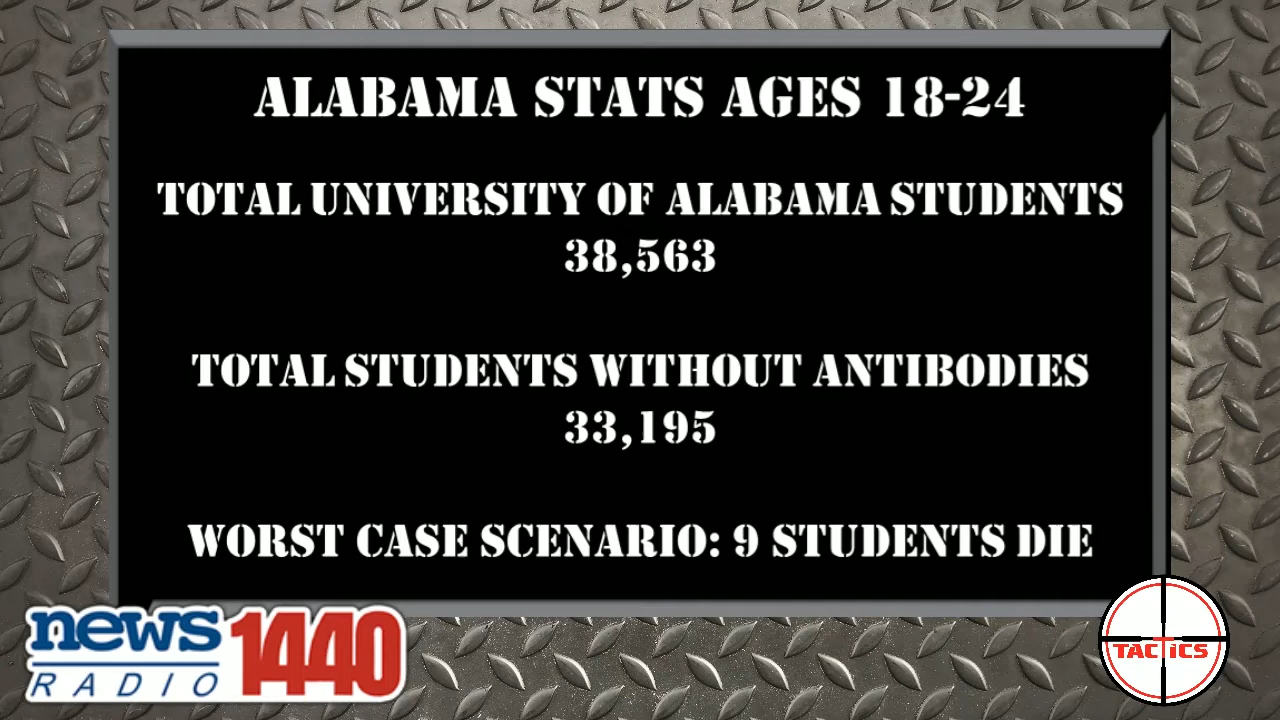 ALABAMA STATS AGES 18-24
TOTAL UNIVERSITY OF ALABAMA STUDENTS
38,563
TOTAL STUDENTS WITHOUT ANTIBODIES
33,195
WORST CASE SCENARIO: 9 STUDENTS DIE
news 1440
RADIO
TACTICS